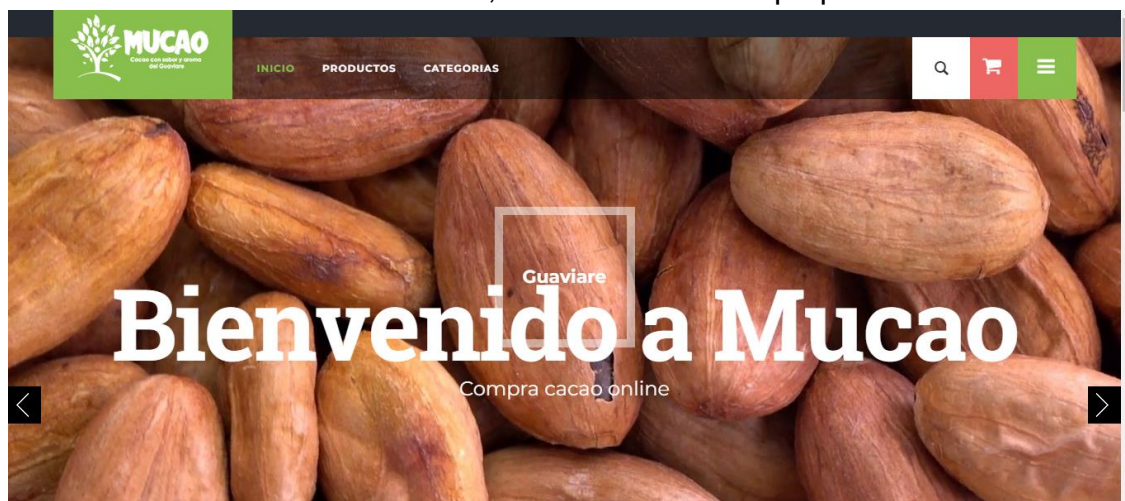 MUCAO
Cacao con sabor y aroma
del Guaviare
INICIO PRODUCTOS CATEGORIAS
Guaviare
Bienvenido a Mucao
Compra cacao online